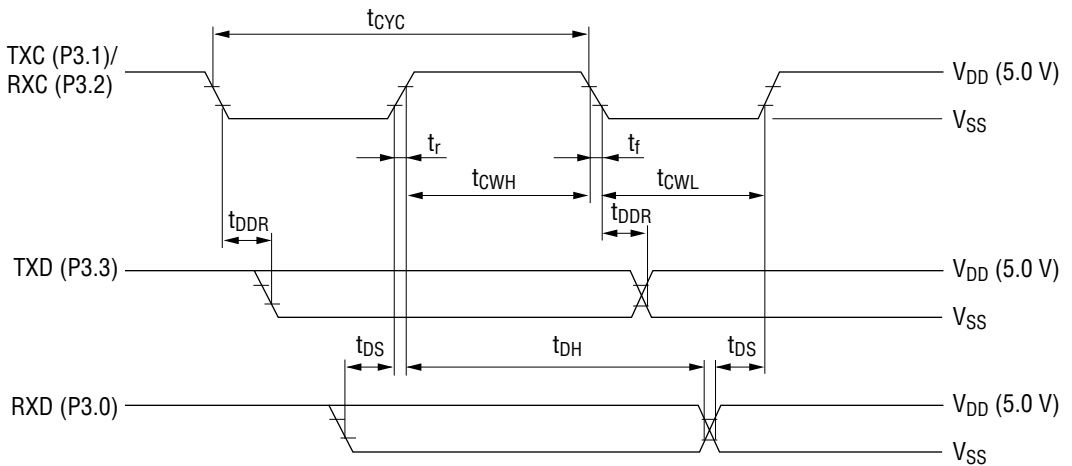 tCYC
TXC (P3.1)/
RXC (P3.2)
VDD (5.0 V)
VSS
tr
tf
tCWH
tCWL
tDDR
tDDR
TXD (P3.3)
VDD (5.0 V)
VSS
tDS
tDH
tDS
RXD (P3.0)
VDD (5.0 V)
VSS